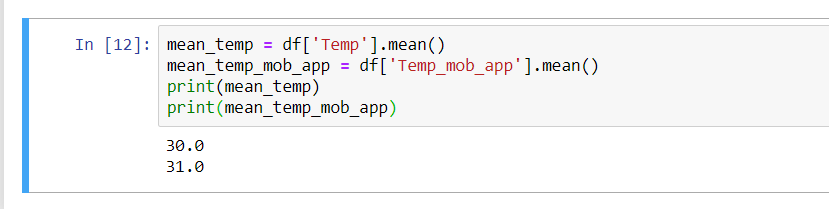 In [12]: mean_temp = df['Temp'].mean()
mean_temp_mob_app = df['Temp_mob_app'].mean()
print(mean_temp)
print(mean_temp_mob_app)
30.0
31.0